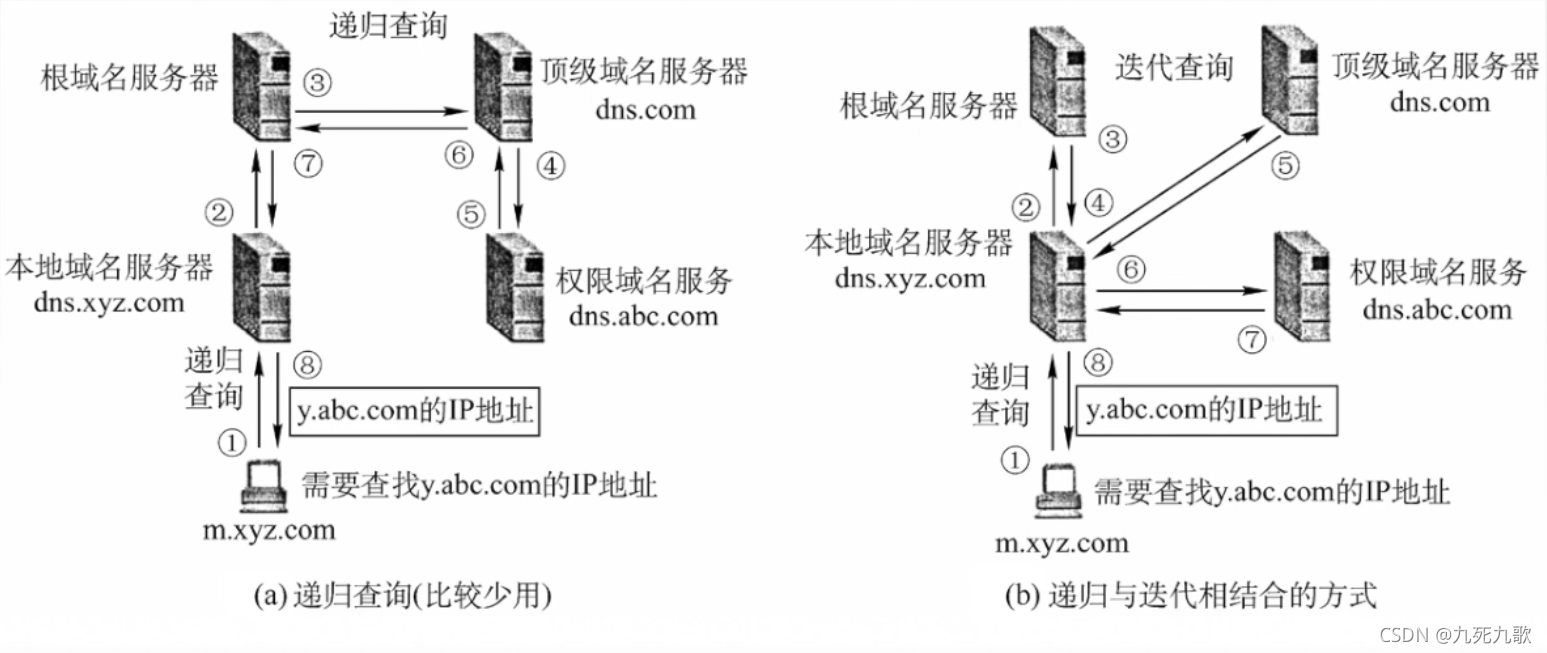 递归查询
根域名服务器
③
顶级域名服务器
dns.com
⑦
⑥
④
②
⑤
本地域名服务器
dns.xyz.com
权限域名服务
dns.abc.com
递归
查询
⑧
y.abc.com的IP地址
①
需要查找y.abc.com的IP地址
m.xyz.com
(a) 递归查询(比较少用)
迭代查询
根域名服务器
顶级域名服务器
dns.com
③
⑤
②
④
本地域名服务器
dns.xyz.com
⑥
权限域名服务
dns.abc.com
⑦
递归
查询
⑧
y.abc.com的IP地址
①
需要查找y.abc.com的IP地址
m.xyz.com
(b) 递归与迭代相结合的方式
CSDN @九死九歌